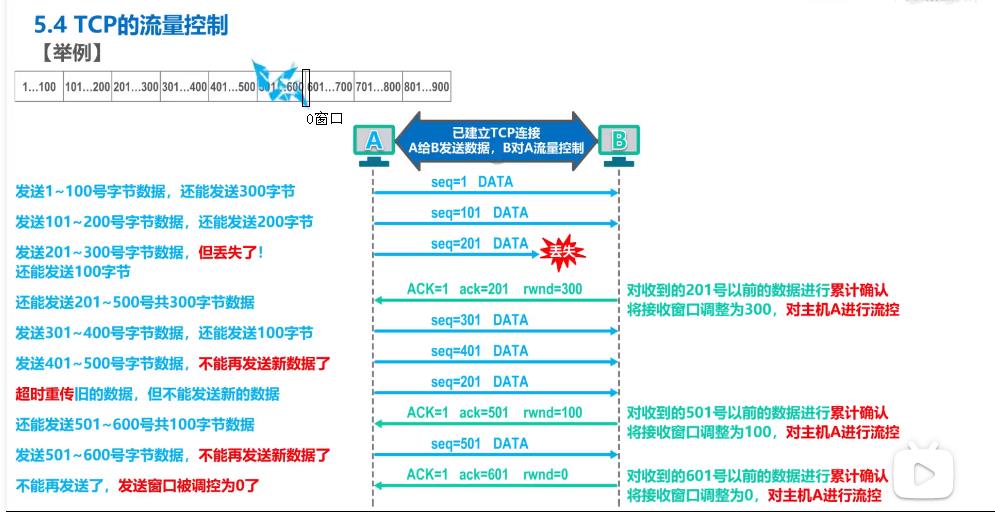 5.4 TCP的流量控制
【举例】
1...100 101...200 201...300 301...400 401...500 501...600 601...700 701...800 801...900
0窗口
A
已建立TCP连接
A给B发送数据，B对A流量控制
B
发送1~100号字节数据，还能发送300字节
seq=1 DATA
发送101~200号字节数据，还能发送200字节
seq=101 DATA
发送201~300号字节数据，但丢失了！
还能发送100字节
seq=201 DATA
丢失
还能发送201~500号共300字节数据
ACK=1 ack=201 rwnd=300
对收到的201号以前的数据进行累计确认
将接收窗口调整为300，对主机A进行流控
发送301~400号字节数据，还能发送100字节
seq=301 DATA
发送401~500号字节数据，不能再发送新数据了
seq=401 DATA
超时重传旧的数据，但不能发送新的数据
seq=201 DATA
还能发送501~600号共100字节数据
ACK=1 ack=501 rwnd=100
对收到的501号以前的数据进行累计确认
将接收窗口调整为100，对主机A进行流控
发送501~600号字节数据，不能再发送新数据了
seq=501 DATA
不能再发送了，发送窗口被调控为0了
ACK=1 ack=601 rwnd=0
对收到的601号以前的数据进行累计确认
将接收窗口调整为0，对主机A进行流控